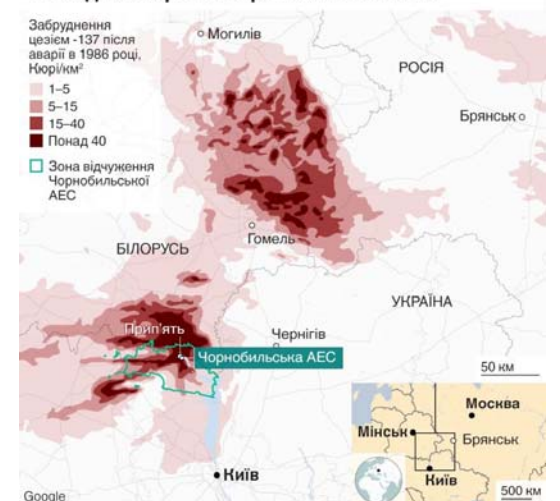 Забруднення
цезієм -137 після
аварії в 1986 році,
Кюрі/км²
1–5
5–15
15–40
Понад 40
Зона відчуження
Чорнобильської
АЕС
Могилів
РОСІЯ
Брянськ
Гомель
БІЛОРУСЬ
УКРАЇНА
Прип'ять
Чернігів
Чорнобильська АЕС
50 км
Москва
Мінськ
Брянськ
Київ
Київ
500 км
Google